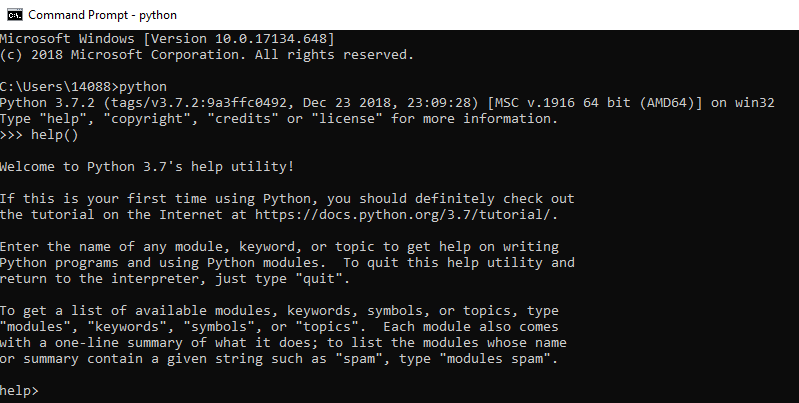 Command Prompt - python
Microsoft Windows [Version 10.0.17134.648]
(c) 2018 Microsoft Corporation. All rights reserved.
C:\Users\14088>python
Python 3.7.2 (tags/v3.7.2:9a3ffc0492, Dec 23 2018, 23:09:28) [MSC v.1916 64 bit (AMD64)] on win32
Type "help", "copyright", "credits" or "license" for more information.
>>> help()
Welcome to Python 3.7's help utility!
If this is your first time using Python, you should definitely check out
the tutorial on the Internet at https://docs.python.org/3.7/tutorial/.
Enter the name of any module, keyword, or topic to get help on writing
Python programs and using Python modules.  To quit this help utility and
return to the interpreter, just type "quit".
To get a list of available modules, keywords, symbols, or topics, type
"modules", "keywords", "symbols", or "topics".  Each module also comes
with a one-line summary of what it does; to list the modules whose name
or summary contain a given string such as "spam", type "modules spam".
help>